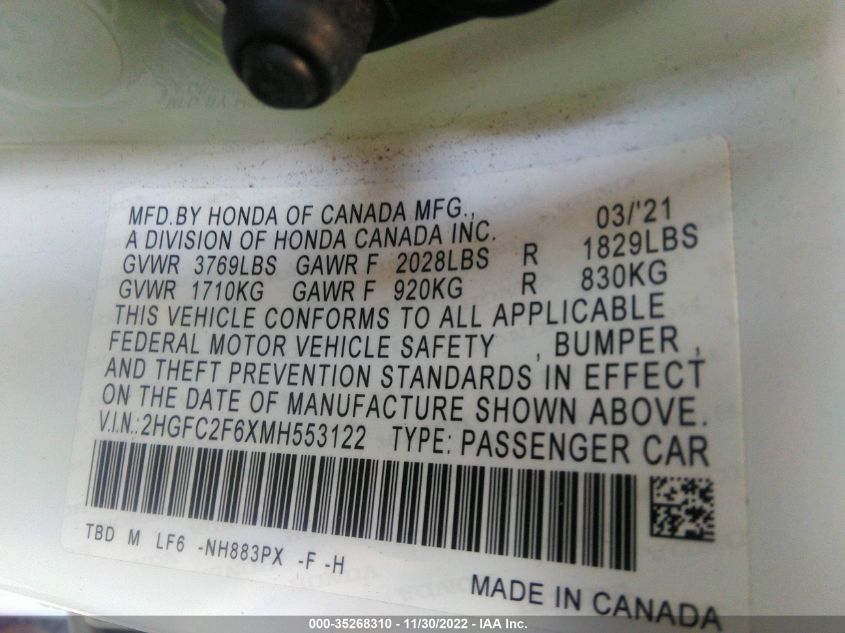 MFD.BY HONDA OF CANADA MFG., 03/'21
A DIVISION OF HONDA CANADA INC.
GVWR 3769LBS GAWR F 2028LBS R 1829LBS
GVWR 1710KG GAWR F 920KG R 830KG
THIS VEHICLE CONFORMS TO ALL APPLICABLE
FEDERAL MOTOR VEHICLE SAFETY , BUMPER ,
AND THEFT PREVENTION STANDARDS IN EFFECT
ON THE DATE OF MANUFACTURE SHOWN ABOVE.
V.I.N.:2HGFC2F6XMH553122 TYPE: PASSENGER CAR
TBD M LF6 -NH883PX -F -H
MADE IN CANADA
000-35268310 - 11/30/2022 - IAA Inc.